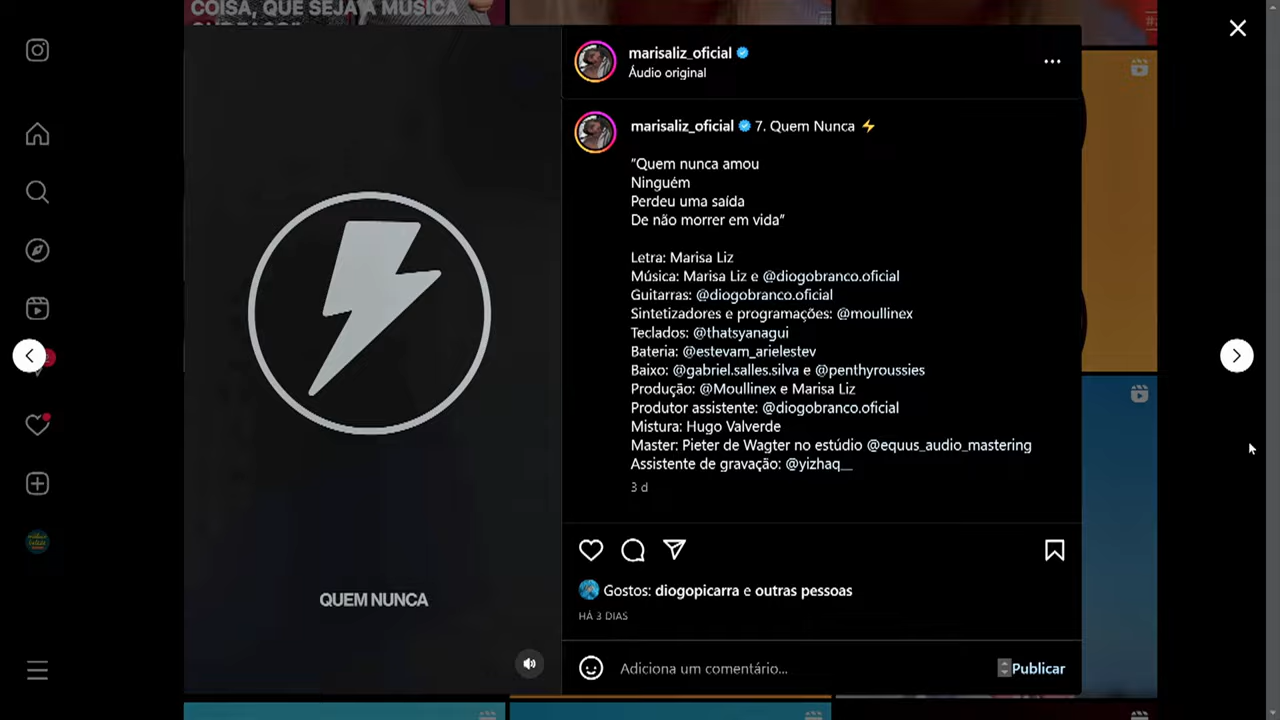 COISA, QUE SEJA A MÚSICA
marisaliz_oficial
Áudio original
marisaliz_oficial 7. Quem Nunca ⚡
"Quem nunca amou
Ninguém
Perdeu uma saída
De não morrer em vida"
Letra: Marisa Liz
Música: Marisa Liz e @diogobranco.oficial
Guitarras: @diogobranco.oficial
Sintetizadores e programações: @moullinex
Teclados: @thatsyanagui
Bateria: @estevam_arielestev
Baixo: @gabriel.salles.silva e @penthyroussies
Produção: @Moullinex e Marisa Liz
Produtor assistente: @diogobranco.oficial
Mistura: Hugo Valverde
Master: Pieter de Wagter no estúdio @equus_audio_mastering
Assistente de gravação: @yizhaq__
3 d
QUEM NUNCA
Gostos: diogopicarra e outras pessoas
HÁ 3 DIAS
Adiciona um comentário...
Publicar